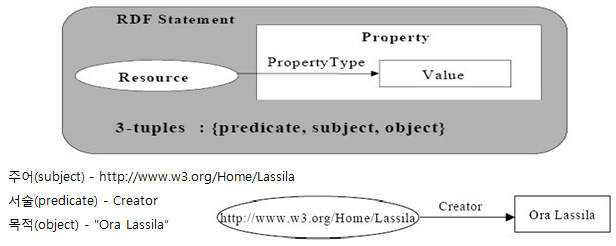 RDF Statement
Property
Resource
PropertyType
Value
3-tuples : {predicate, subject, object}
주어(subject) - http://www.w3.org/Home/Lassila
서술(predicate) - Creator
목적(object) - "Ora Lassila"
http://www.w3.org/Home/Lassila
Creator
Ora Lassila